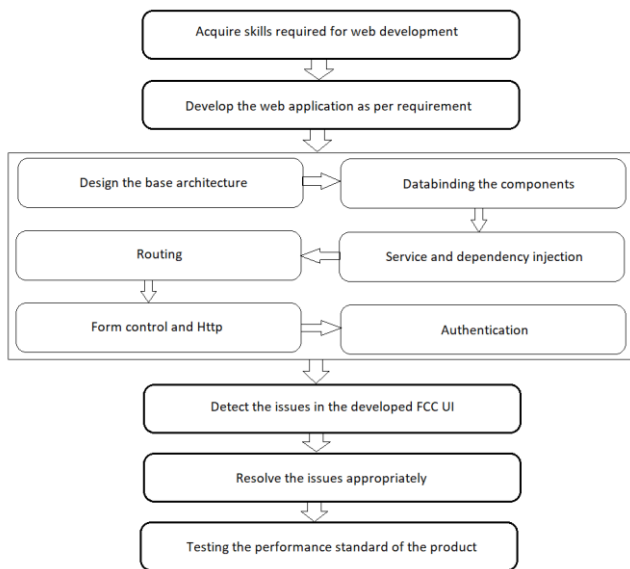 Acquire skills required for web development
Develop the web application as per requirement
Design the base architecture
Databinding the components
Service and dependency injection
Routing
Form control and Http
Authentication
Detect the issues in the developed FCC UI
Resolve the issues appropriately
Testing the performance standard of the product